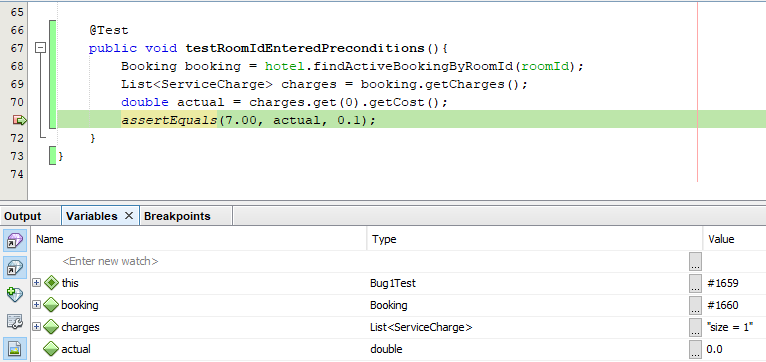 65
66 @Test
67 public void testRoomIdEnteredPreconditions(){
68 Booking booking = hotel.findActiveBookingByRoomId(roomId);
69 List<ServiceCharge> charges = booking.getCharges();
70 double actual = charges.get(0).getCost();
assertEquals(7.00, actual, 0.1);
72 }
73 }
74
Output Variables × Breakpoints
Name Type Value
<Enter new watch> ...
this Bug1Test ... #1659
booking Booking ... #1660
charges List<ServiceCharge> ... "size = 1"
actual double ... 0.0